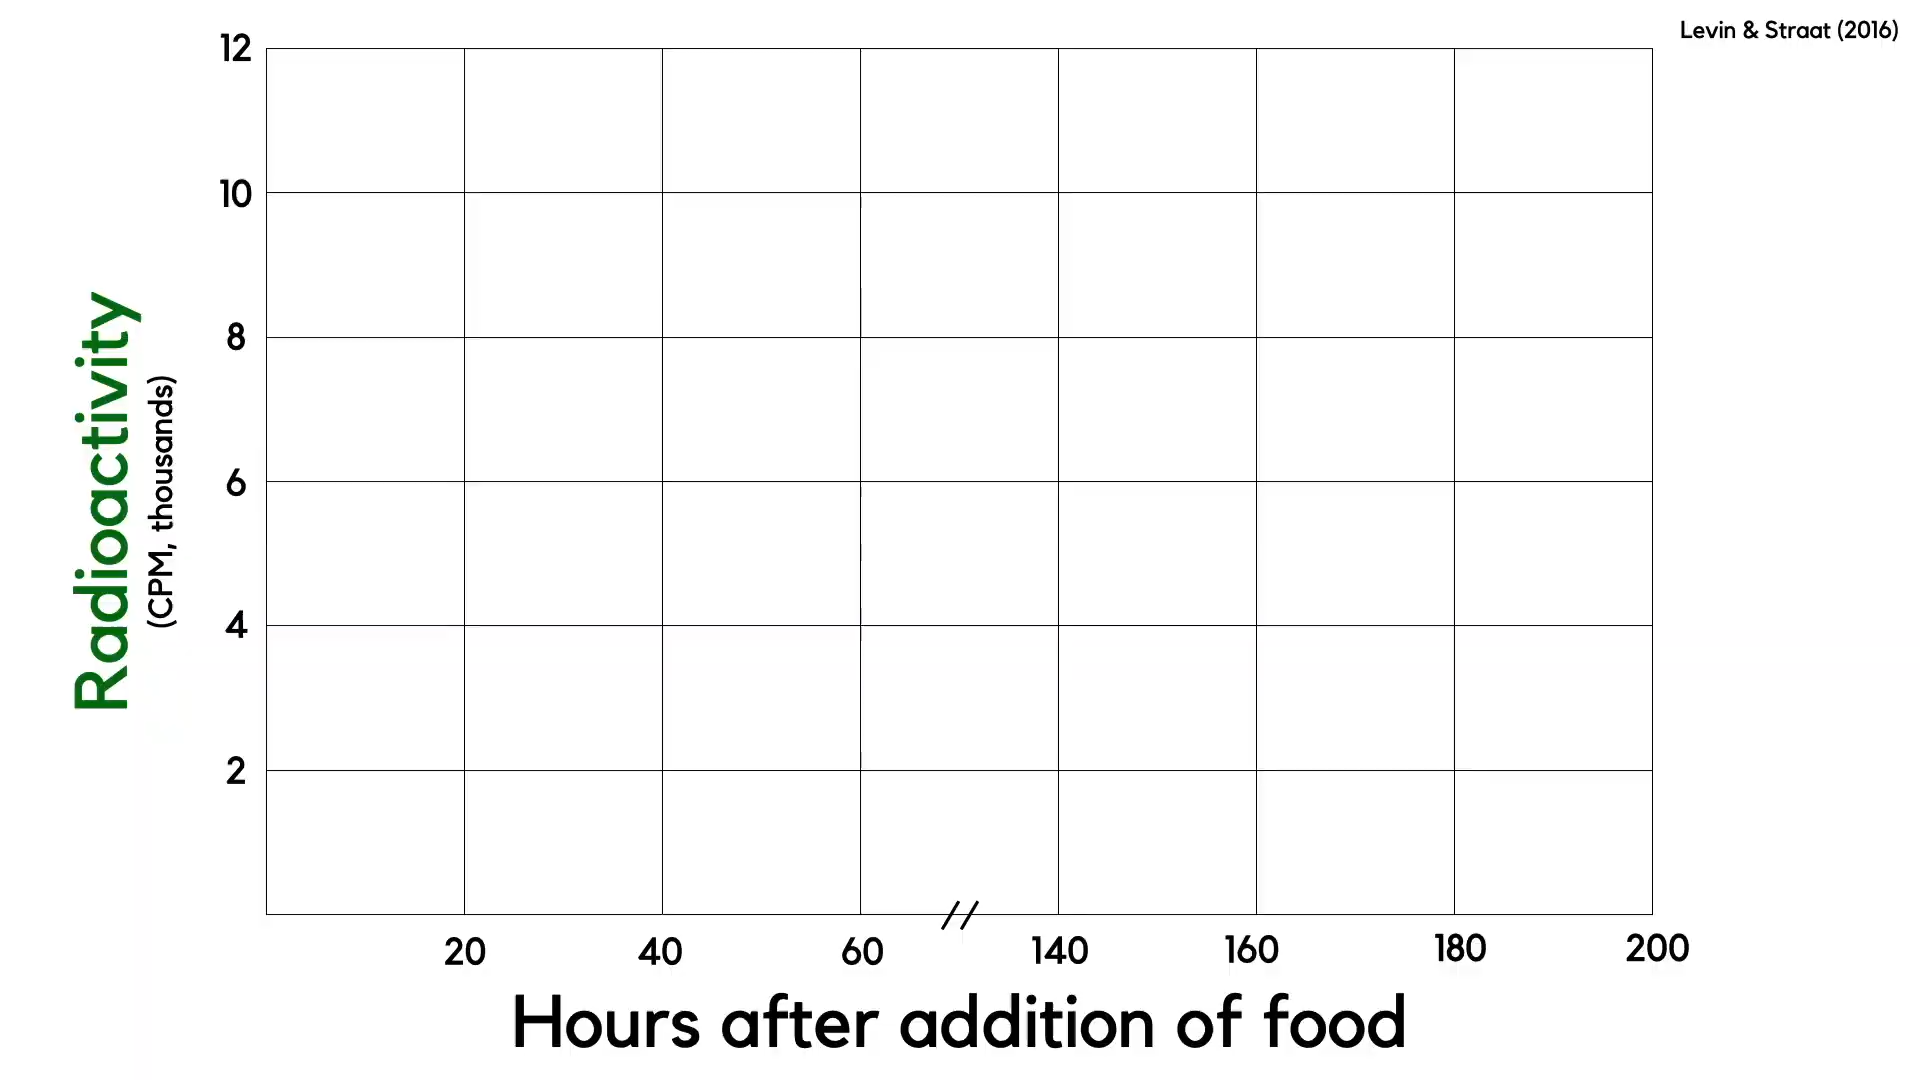 Levin & Straat (2016)
12
10
8
6
4
2
Radioactivity
(CPM, thousands)
20 40 60 140 160 180 200
Hours after addition of food